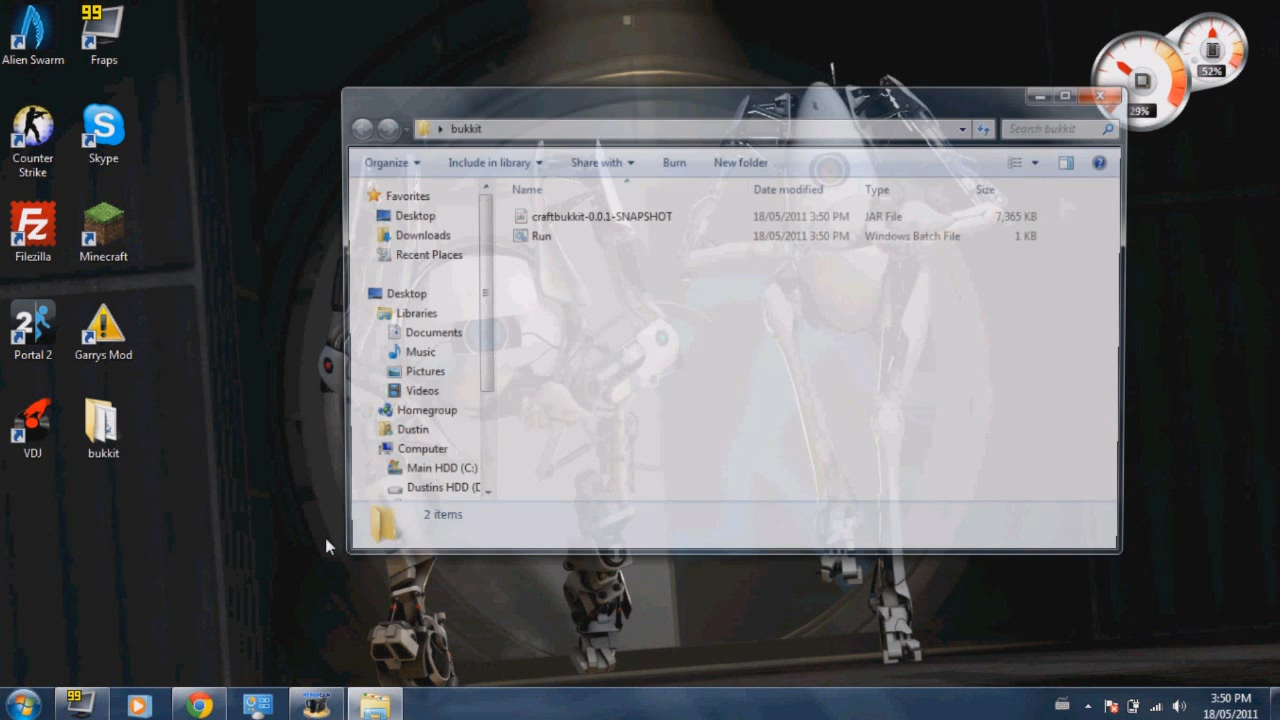 99
Alien Swarm
Fraps
Counter
Strike
Skype
Filezilla
Minecraft
Portal 2
Garrys Mod
VDJ
bukkit
52%
29%
bukkit
Search bukkit
Organize
Include in library
Share with
Burn
New folder
Name
Date modified
Type
Size
craftbukkit-0.0.1-SNAPSHOT
18/05/2011 3:50 PM
JAR File
7,365 KB
Run
18/05/2011 3:50 PM
Windows Batch File
1 KB
Favorites
Desktop
Downloads
Recent Places
Desktop
Libraries
Documents
Music
Pictures
Videos
Homegroup
Dustin
Computer
Main HDD (C:)
Dustins HDD (D
2 items
99
3:50 PM
18/05/2011